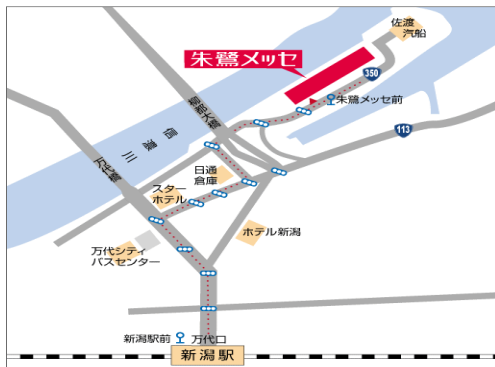 佐渡
汽船
朱鷺メッセ
350
朱鷺メッセ前
113
柳都大橋
信濃川
万代橋
日通
倉庫
スター
ホテル
ホテル新潟
万代シティ
バスセンター
新潟駅前
万代口
新潟駅